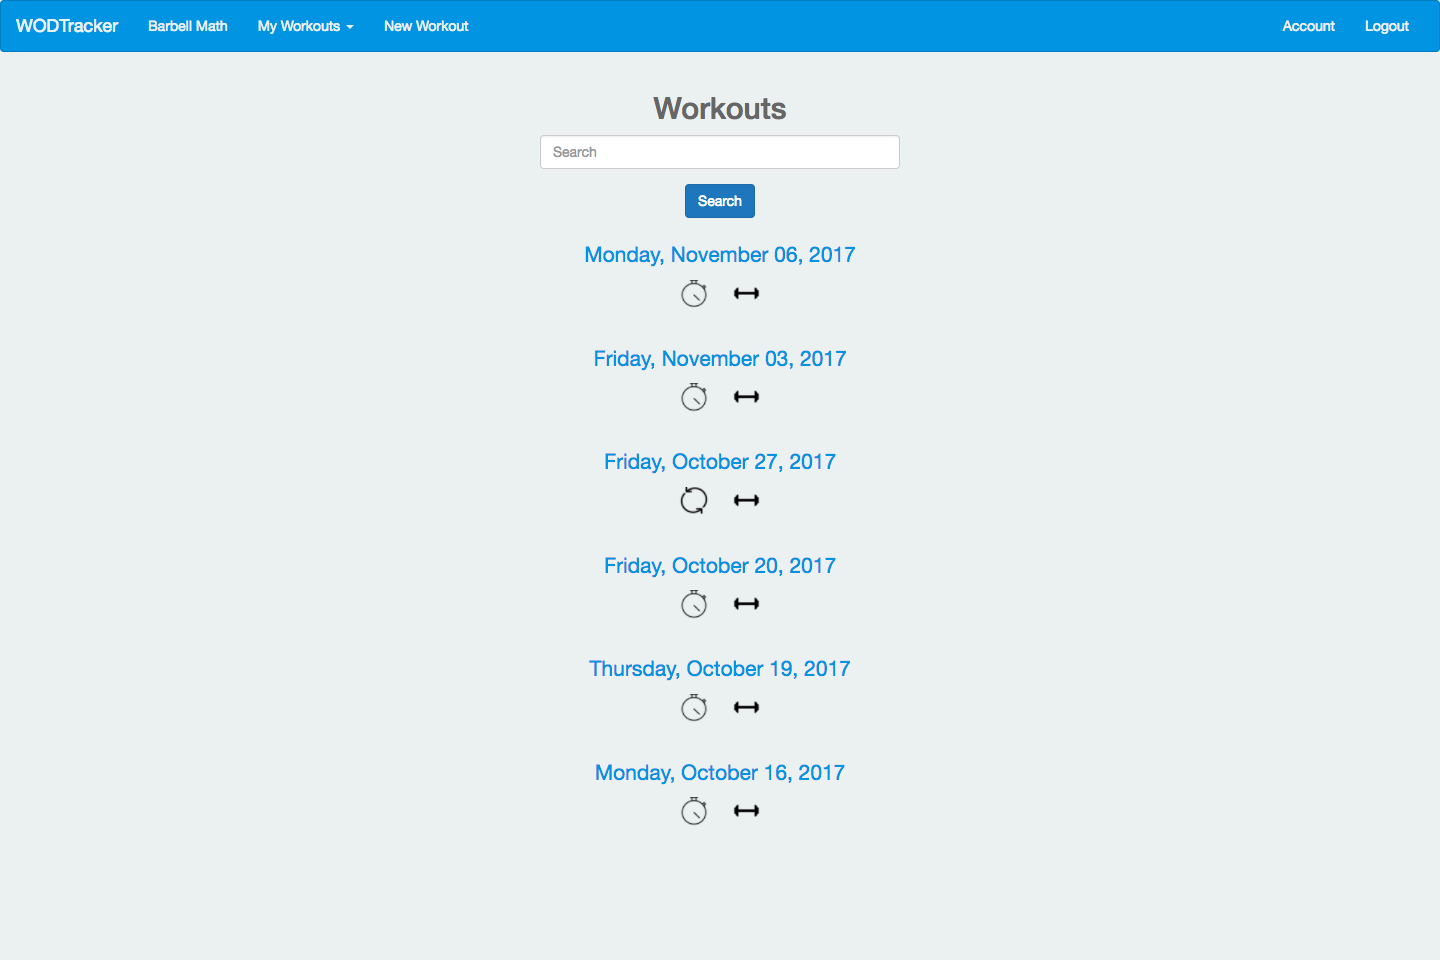 WODTracker Barbell Math My Workouts New Workout Account Logout
Workouts
Search
Search
Monday, November 06, 2017
Friday, November 03, 2017
Friday, October 27, 2017
Friday, October 20, 2017
Thursday, October 19, 2017
Monday, October 16, 2017